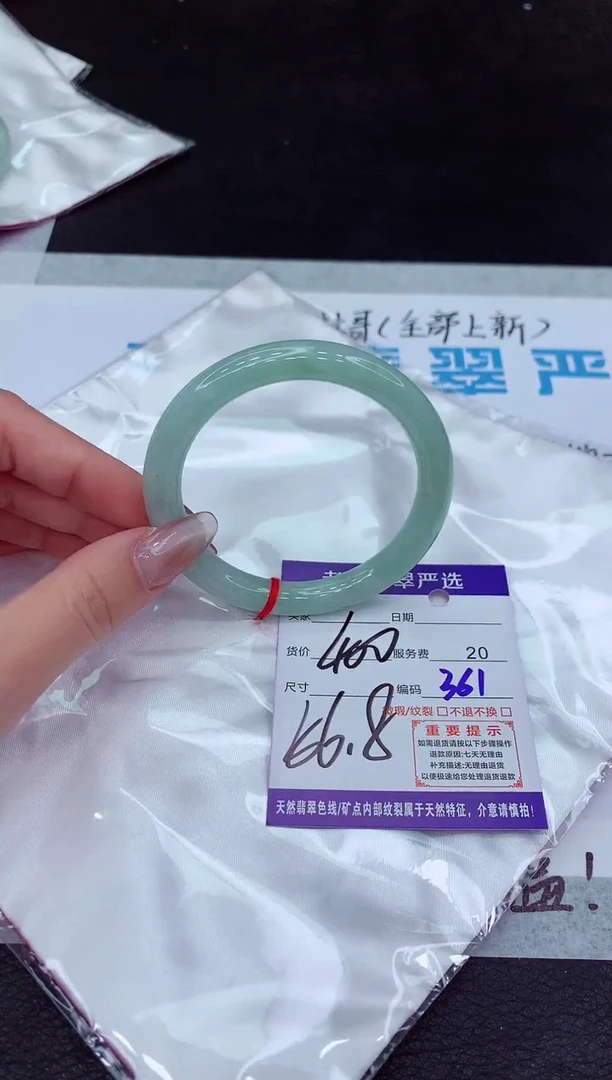 哥(全部上新)
翠 严
翠严选
买家 日期
货价 400 服务费 20
尺寸 编码 361
66.8
纹裂 不退不换
重要提示
如需退货请按以下步骤操作
退款原因:七天无理由
补充描述:无理由退货
以便极速给您处理退货退款
天然翡翠色线/矿点内部纹裂属于天然特征，介意请慎拍!
益!